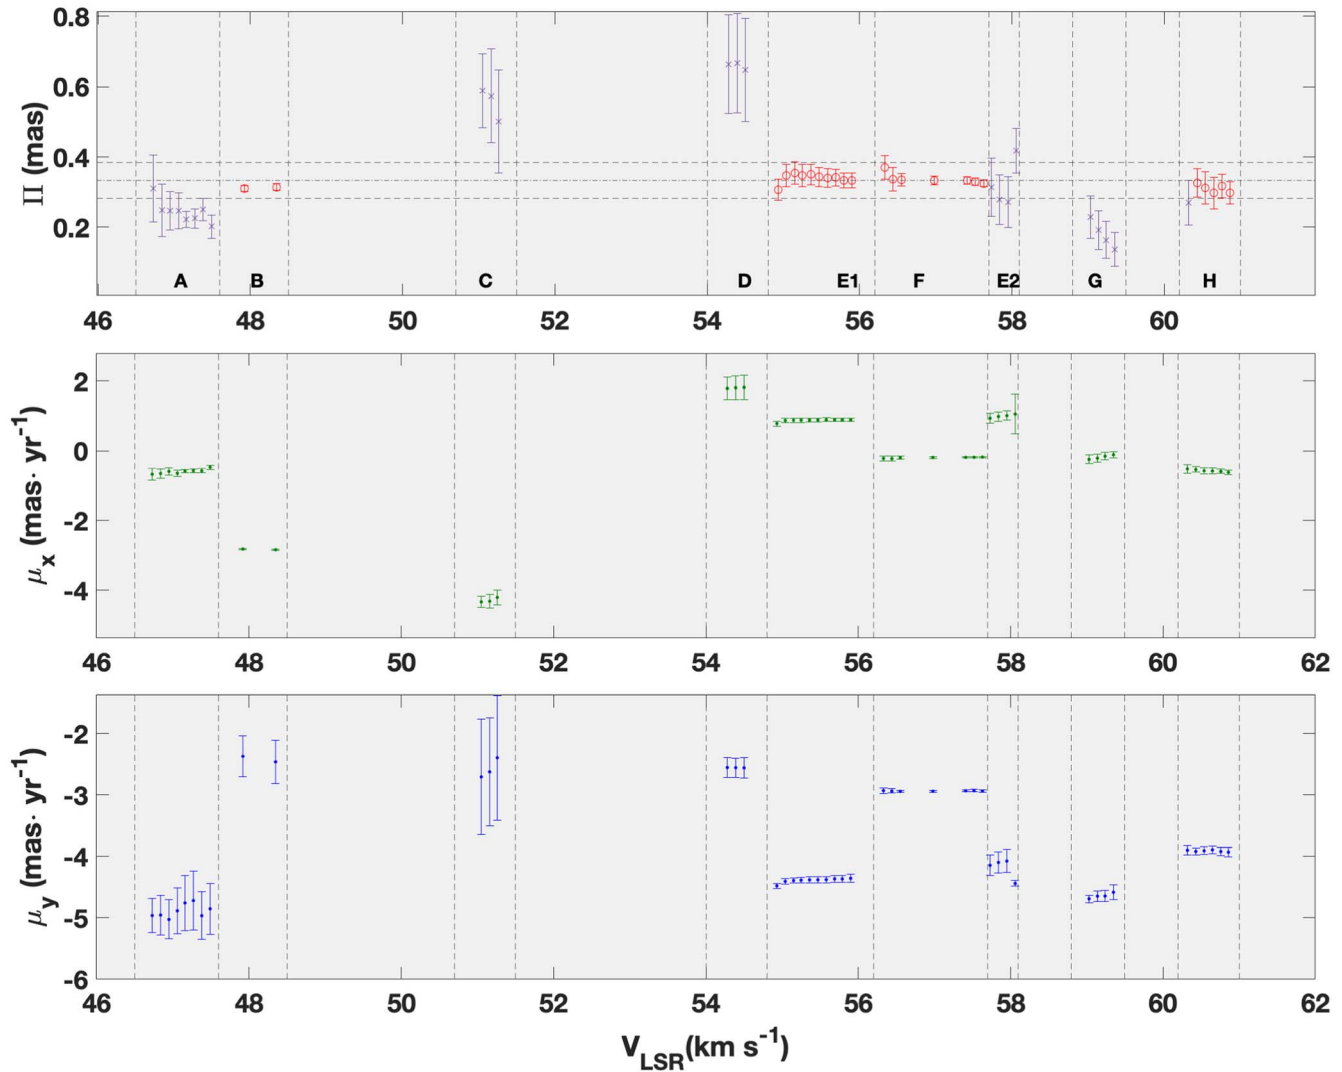 0.8
0.6
0.4
0.2
Π (mas)
A B C D E1 F E2 G H
46 48 50 52 54 56 58 60
2
0
-2
-4
μx (mas· yr-1)
46 48 50 52 54 56 58 60 62
-2
-3
-4
-5
-6
μy (mas· yr-1)
46 48 50 52 54 56 58 60 62
VLSR(km s-1)